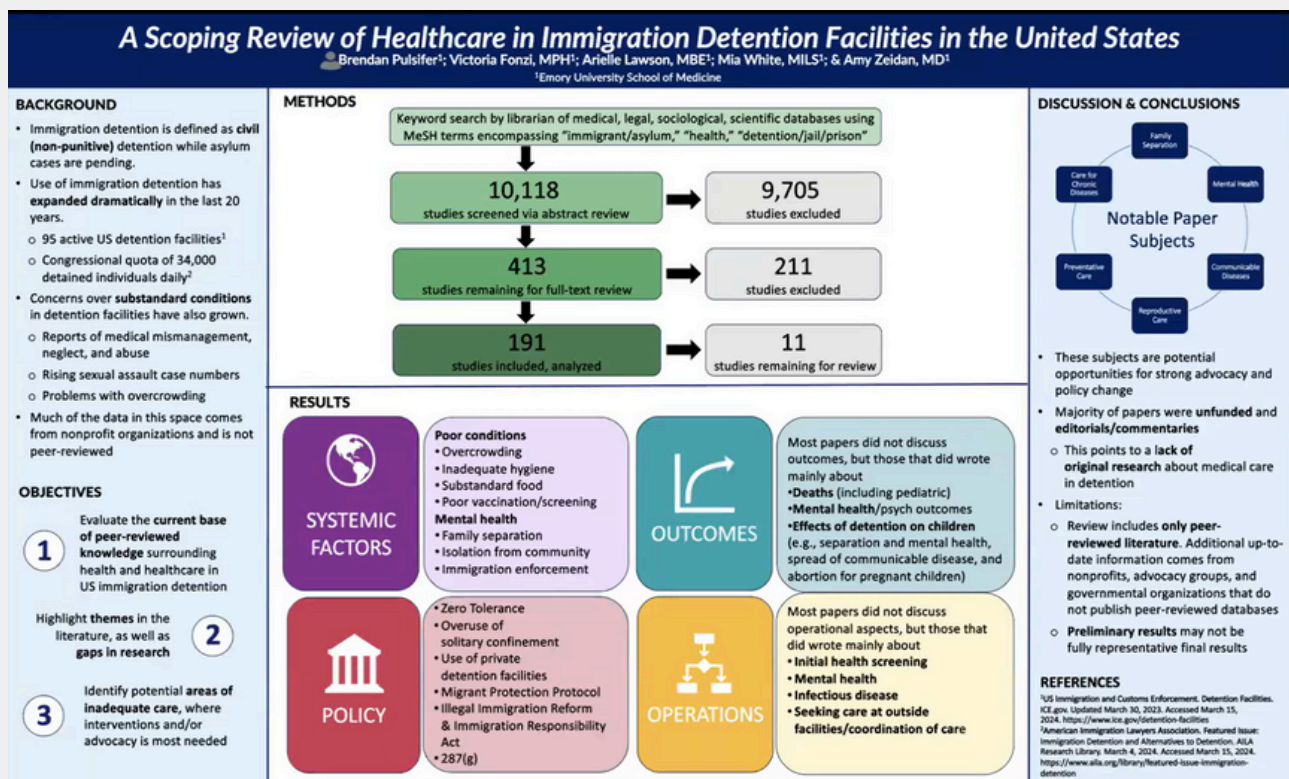 A Scoping Review of Healthcare in Immigration Detention Facilities in the United States
Brendan Pulsifer¹; Victoria Fonzi, MPH¹; Arielle Lawson, MBE¹; Mia White, MILS¹; & Amy Zeidan, MD¹
¹Emory University School of Medicine
BACKGROUND
• Immigration detention is defined as civil
(non-punitive) detention while asylum
cases are pending.
• Use of immigration detention has
expanded dramatically in the last 20
years.
o 95 active US detention facilities¹
o Congressional quota of 34,000
detained individuals daily²
• Concerns over substandard conditions
in detention facilities have also grown.
o Reports of medical mismanagement,
neglect, and abuse
o Rising sexual assault case numbers
o Problems with overcrowding
• Much of the data in this space comes
from nonprofit organizations and is not
peer-reviewed
OBJECTIVES
1
Evaluate the current base
of peer-reviewed
knowledge surrounding
health and healthcare in
US immigration detention
Highlight themes in the
literature, as well as
gaps in research
2
3
Identify potential areas of
inadequate care, where
interventions and/or
advocacy is most needed
METHODS
Keyword search by librarian of medical, legal, sociological, scientific databases using
MeSH terms encompassing "immigrant/asylum," "health," "detention/jail/prison"
10,118
studies screened via abstract review
9,705
studies excluded
413
studies remaining for full-text review
211
studies excluded
191
studies included, analyzed
11
studies remaining for review
RESULTS
SYSTEMIC
FACTORS
Poor conditions
• Overcrowding
• Inadequate hygiene
• Substandard food
• Poor vaccination/screening
Mental health
• Family separation
• Isolation from community
• Immigration enforcement
OUTCOMES
Most papers did not discuss
outcomes, but those that did wrote
mainly about
• Deaths (including pediatric)
• Mental health/psych outcomes
• Effects of detention on children
(e.g., separation and mental health,
spread of communicable disease, and
abortion for pregnant children)
POLICY
• Zero Tolerance
• Overuse of
solitary confinement
• Use of private
detention facilities
• Migrant Protection Protocol
• Illegal Immigration Reform
& Immigration Responsibility
Act
• 287(g)
OPERATIONS
Most papers did not discuss
operational aspects, but those that
did wrote mainly about
• Initial health screening
• Mental health
• Infectious disease
• Seeking care at outside
facilities/coordination of care
DISCUSSION & CONCLUSIONS
Family
Separation
Care for
Chronic
Diseases
Mental Health
Notable Paper
Subjects
Preventative
Care
Communicable
Diseases
Reproductive
Care
• These subjects are potential
opportunities for strong advocacy and
policy change
• Majority of papers were unfunded and
editorials/commentaries
o This points to a lack of
original research about medical care
in detention
• Limitations:
o Review includes only peer-
reviewed literature. Additional up-to-
date information comes from
nonprofits, advocacy groups, and
governmental organizations that do
not publish peer-reviewed databases
o Preliminary results may not be
fully representative final results
REFERENCES
¹US Immigration and Customs Enforcement. Detention Facilities.
ICE.gov. Updated March 30, 2023. Accessed March 15,
2024. https://www.ice.gov/detention-facilities
²American Immigration Lawyers Association. Featured Issue:
Immigration Detention and Alternatives to Detention. AILA
Research Library. March 4, 2024. Accessed March 15, 2024.
https://www.aila.org/library/featured-issue-immigration-
detention